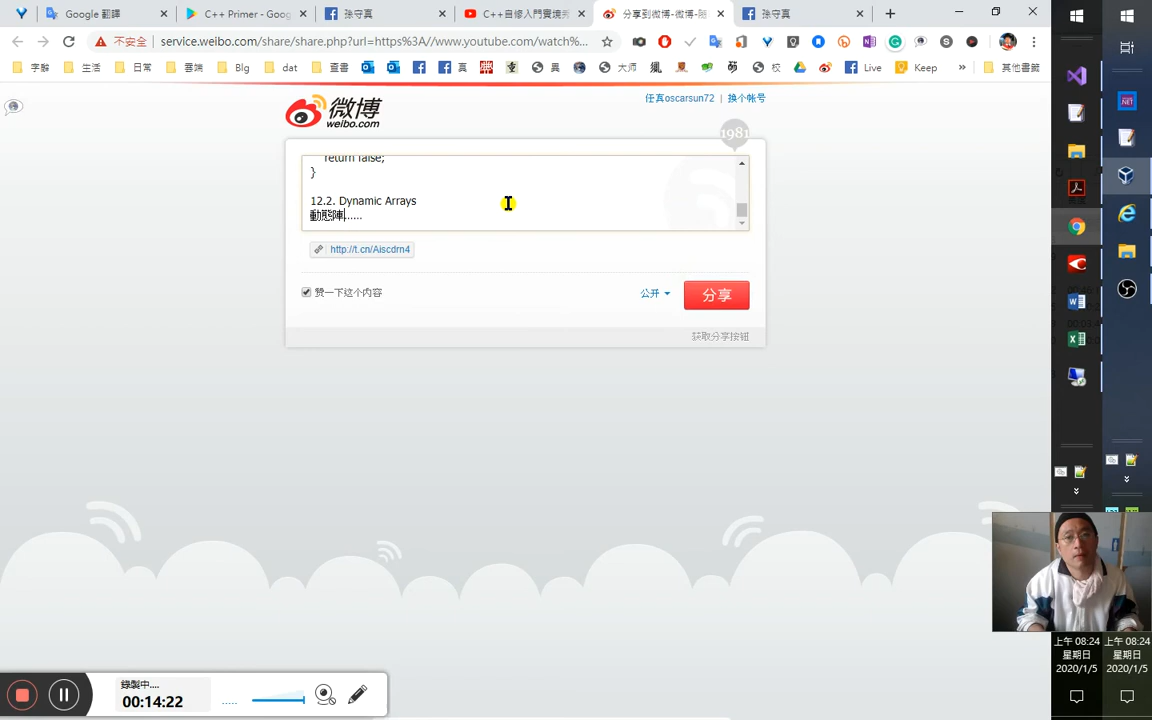 Google 翻譯
C++ Primer - Goog
孫守真
C++自修入門實境秀
分享到微博-微博-随
孫守真
不安全
service.weibo.com/share/share.php?url=https%3A//www.youtube.com/watch%...
字辭
生活
日常
雲端
Blg
dat
查書
真
異
大师
校
Live
Keep
其他書籤
微博
weibo.com
任真oscarsun72
换个帐号
1981
return false;
}
12.2. Dynamic Arrays
動態陣......
http://t.cn/Aiscdrn4
赞一下这个内容
公开
分享
获取分享按钮
錄製中....
00:14:22
上午 08:24
星期日
2020/1/5
上午 08:24
星期日
2020/1/5